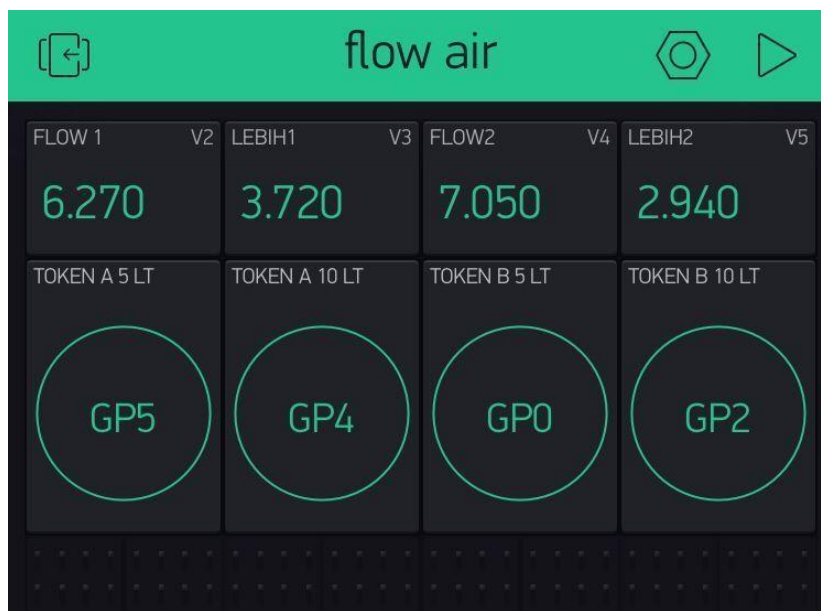 flow air
FLOW 1 V2 LEBIH1 V3 FLOW2 V4 LEBIH2 V5
6.270 3.720 7.050 2.940
TOKEN A 5 LT TOKEN A 10 LT TOKEN B 5 LT TOKEN B 10 LT
GP5 GP4 GP0 GP2